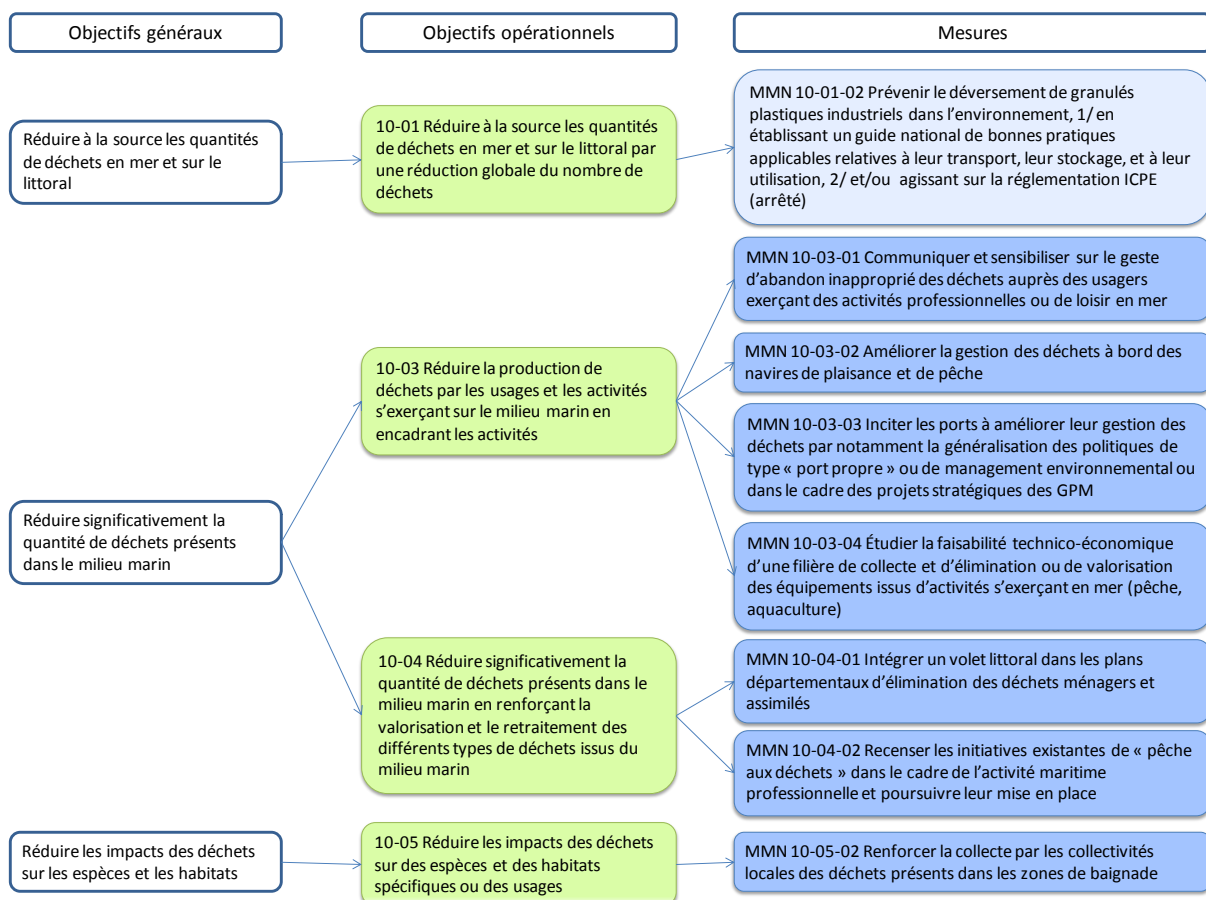 Objectifs généraux
Objectifs opérationnels
Mesures
Réduire à la source les quantités
de déchets en mer et sur le
littoral
10-01 Réduire à la source les quantités
de déchets en mer et sur le littoral par
une réduction globale du nombre de
déchets
MMN 10-01-02 Prévenir le déversement de granulés
plastiques industriels dans l’environnement, 1/ en
établissant un guide national de bonnes pratiques
applicables relatives à leur transport, leur stockage, et à leur
utilisation, 2/ et/ou agissant sur la réglementation ICPE
(arrêté)
Réduire significativement la
quantité de déchets présents
dans le milieu marin
10-03 Réduire la production de
déchets par les usages et les activités
s’exerçant sur le milieu marin en
encadrant les activités
MMN 10-03-01 Communiquer et sensibiliser sur le geste
d’abandon inapproprié des déchets auprès des usagers
exerçant des activités professionnelles ou de loisir en mer
MMN 10-03-02 Améliorer la gestion des déchets à bord des
navires de plaisance et de pêche
MMN 10-03-03 Inciter les ports à améliorer leur gestion des
déchets par notamment la généralisation des politiques de
type « port propre » ou de management environnemental ou
dans le cadre des projets stratégiques des GPM
MMN 10-03-04 Étudier la faisabilité technico-économique
d’une filière de collecte et d’élimination ou de valorisation
des équipements issus d’activités s’exerçant en mer (pêche,
aquaculture)
10-04 Réduire significativement la
quantité de déchets présents dans le
milieu marin en renforçant la
valorisation et le retraitement des
différents types de déchets issus du
milieu marin
MMN 10-04-01 Intégrer un volet littoral dans les plans
départementaux d’élimination des déchets ménagers et
assimilés
MMN 10-04-02 Recenser les initiatives existantes de « pêche
aux déchets » dans le cadre de l’activité maritime
professionnelle et poursuivre leur mise en place
Réduire les impacts des déchets
sur les espèces et les habitats
10-05 Réduire les impacts des déchets
sur des espèces et des habitats
spécifiques ou des usages
MMN 10-05-02 Renforcer la collecte par les collectivités
locales des déchets présents dans les zones de baignade